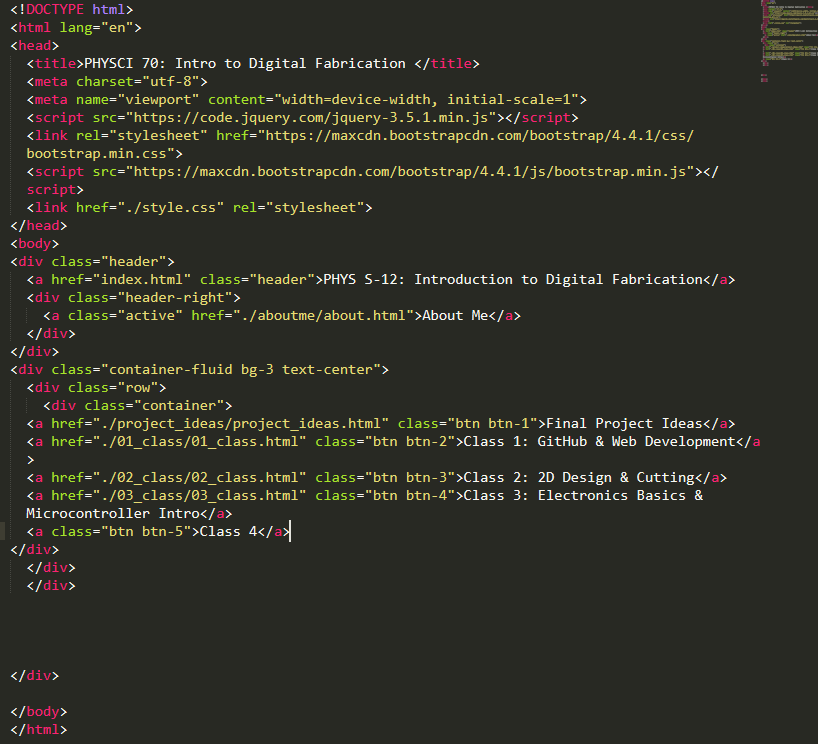 <!DOCTYPE html>
<html lang="en">
<head>
  <title>PHYSCI 70: Intro to Digital Fabrication </title>
  <meta charset="utf-8">
  <meta name="viewport" content="width=device-width, initial-scale=1">
  <script src="https://code.jquery.com/jquery-3.5.1.min.js"></script>
  <link rel="stylesheet" href="https://maxcdn.bootstrapcdn.com/bootstrap/4.4.1/css/
  bootstrap.min.css">
  <script src="https://maxcdn.bootstrapcdn.com/bootstrap/4.4.1/js/bootstrap.min.js"></
  script>
  <link href="./style.css" rel="stylesheet">
</head>
<body>
<div class="header">
  <a href="index.html" class="header">PHYS S-12: Introduction to Digital Fabrication</a>
  <div class="header-right">
    <a class="active" href="./aboutme/about.html">About Me</a>
  </div>
</div>
<div class="container-fluid bg-3 text-center">
  <div class="row">
    <div class="container">
  <a href="./project_ideas/project_ideas.html" class="btn btn-1">Final Project Ideas</a>
  <a href="./01_class/01_class.html" class="btn btn-2">Class 1: GitHub & Web Development</a
  >
  <a href="./02_class/02_class.html" class="btn btn-3">Class 2: 2D Design & Cutting</a>
  <a href="./03_class/03_class.html" class="btn btn-4">Class 3: Electronics Basics &
  Microcontroller Intro</a>
  <a class="btn btn-5">Class 4</a>
</div>
  </div>
  </div>
</div>
</body>
</html>